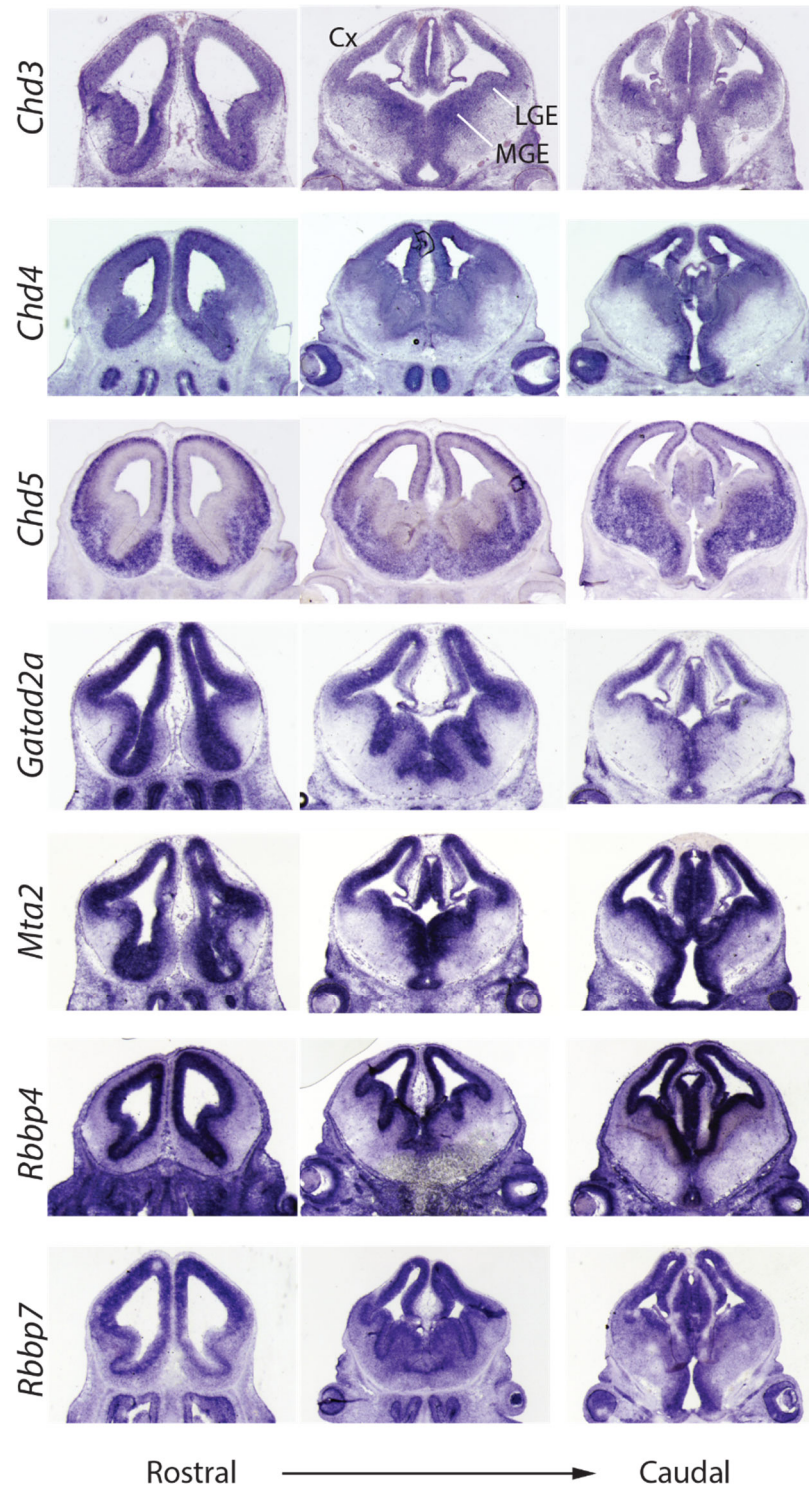 Chd3
Cx
LGE
MGE
Chd4
Chd5
Gatad2a
Mta2
Rbbp4
Rbbp7
Rostral
Caudal